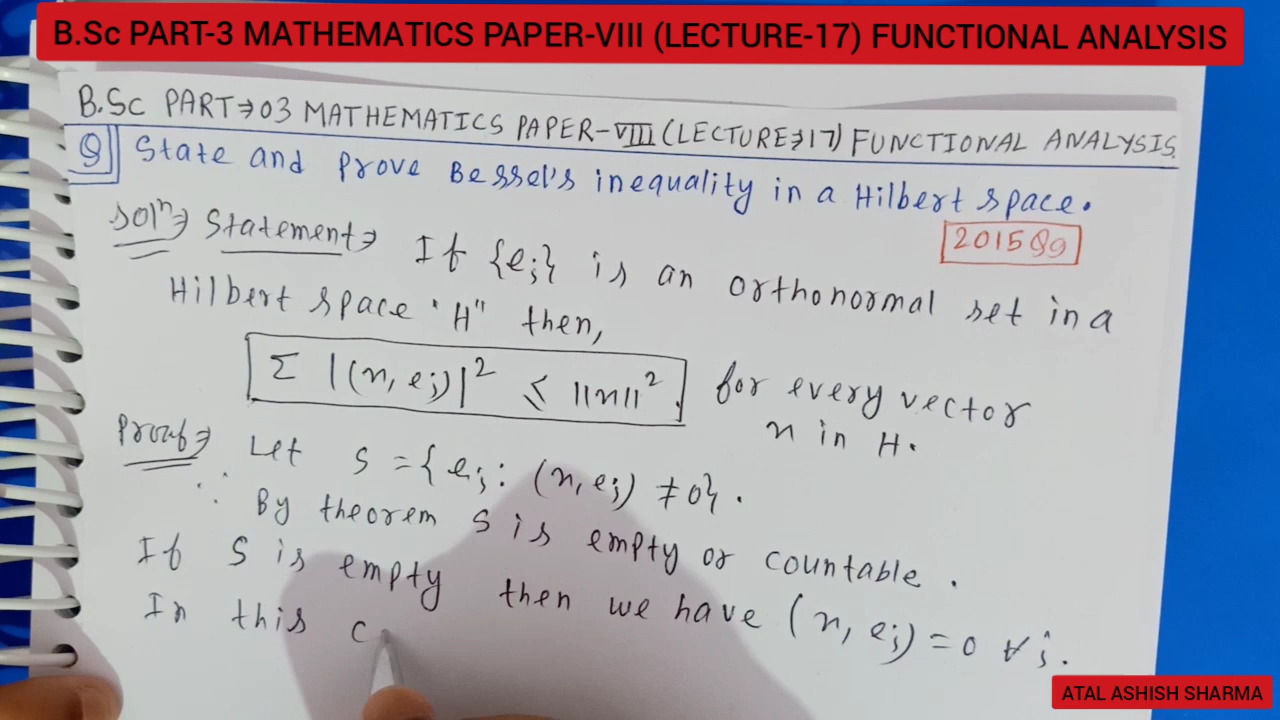 B.Sc PART-3 MATHEMATICS PAPER-VIII (LECTURE-17) FUNCTIONAL ANALYSIS
B.Sc PART⇒03 MATHEMATICS PAPER-VIII (LECTURE⇒17) FUNCTIONAL ANALYSIS.
Q State and Prove Bessel's inequality in a Hilbert space.
2015Q9
Solⁿ⇒ Statement⇒ If {ei} is an orthonormal set in a
Hilbert space "H" then,
Σ |(x, ei)|² ≤ ||x||². for every vector
x in H.
Proof⇒ Let S = {ei : (x, ei) ≠ 0}.
∵ By theorem S is empty or countable.
If S is empty then we have (x, ei) = 0 ∀ i.
In this c
ATAL ASHISH SHARMA